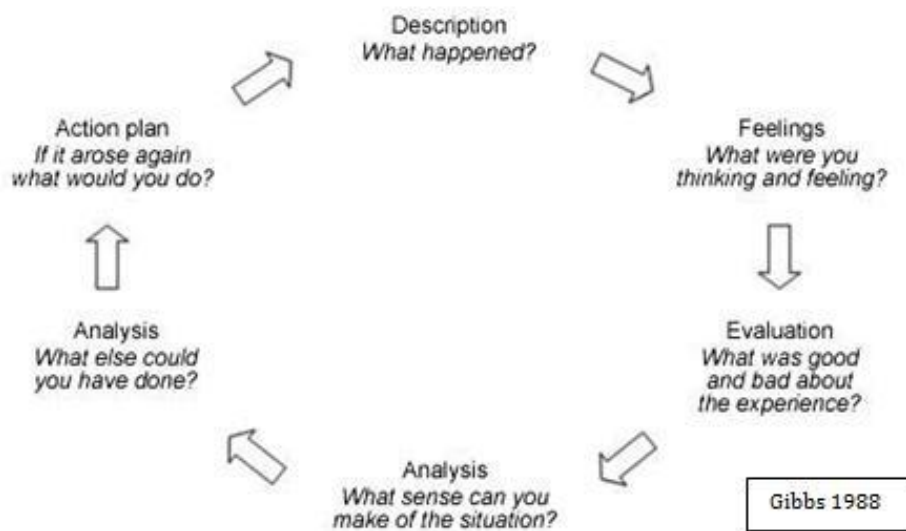 Description
What happened?
Feelings
What were you
thinking and feeling?
Evaluation
What was good
and bad about
the experience?
Analysis
What sense can you
make of the situation?
Analysis
What else could
you have done?
Action plan
If it arose again
what would you do?
Gibbs 1988